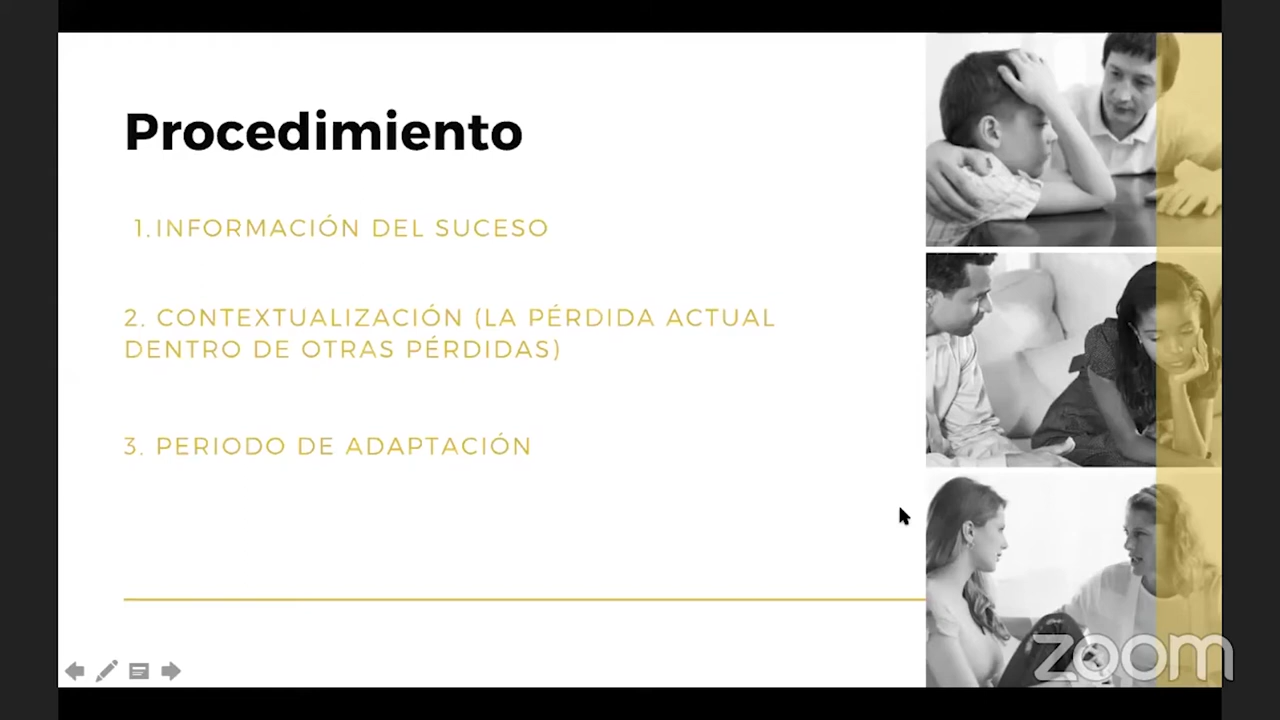 Procedimiento
1. INFORMACIÓN DEL SUCESO
2. CONTEXTUALIZACIÓN (LA PÉRDIDA ACTUAL
DENTRO DE OTRAS PÉRDIDAS)
3. PERIODO DE ADAPTACIÓN
zoom